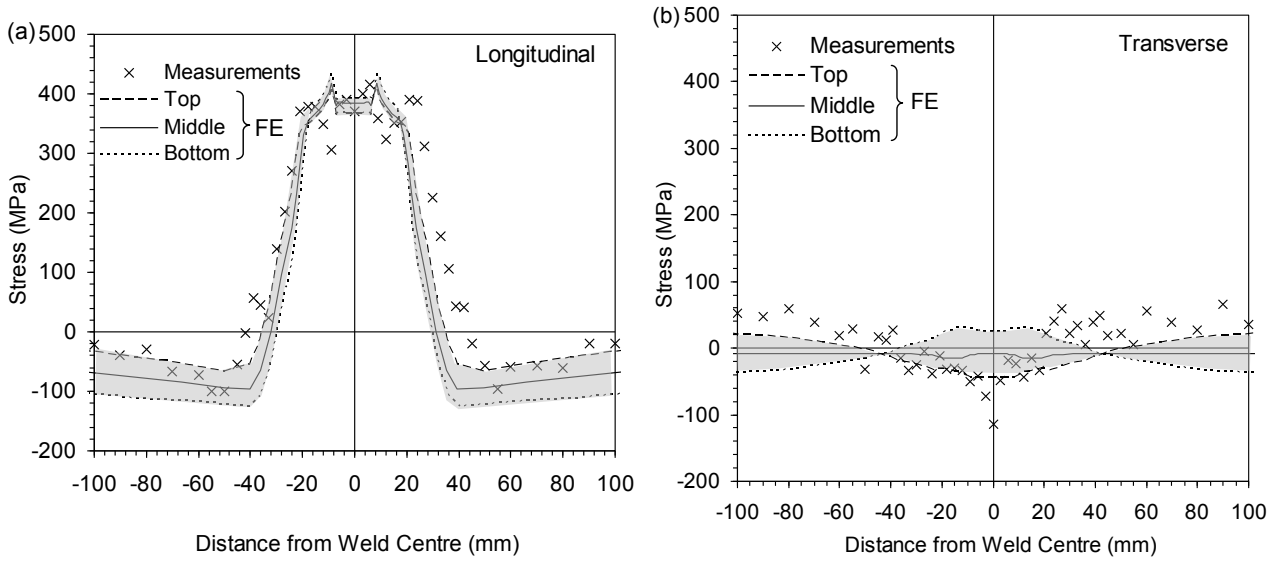 (a)
Longitudinal
× Measurements
Top
Middle
Bottom
FE
Stress (MPa)
500
400
300
200
100
0
-100
-200
-100 -80 -60 -40 -20 0 20 40 60 80 100
Distance from Weld Centre (mm)
(b)
Transverse
× Measurements
Top
Middle
Bottom
FE
Stress (MPa)
500
400
300
200
100
0
-100
-200
-100 -80 -60 -40 -20 0 20 40 60 80 100
Distance from Weld Centre (mm)